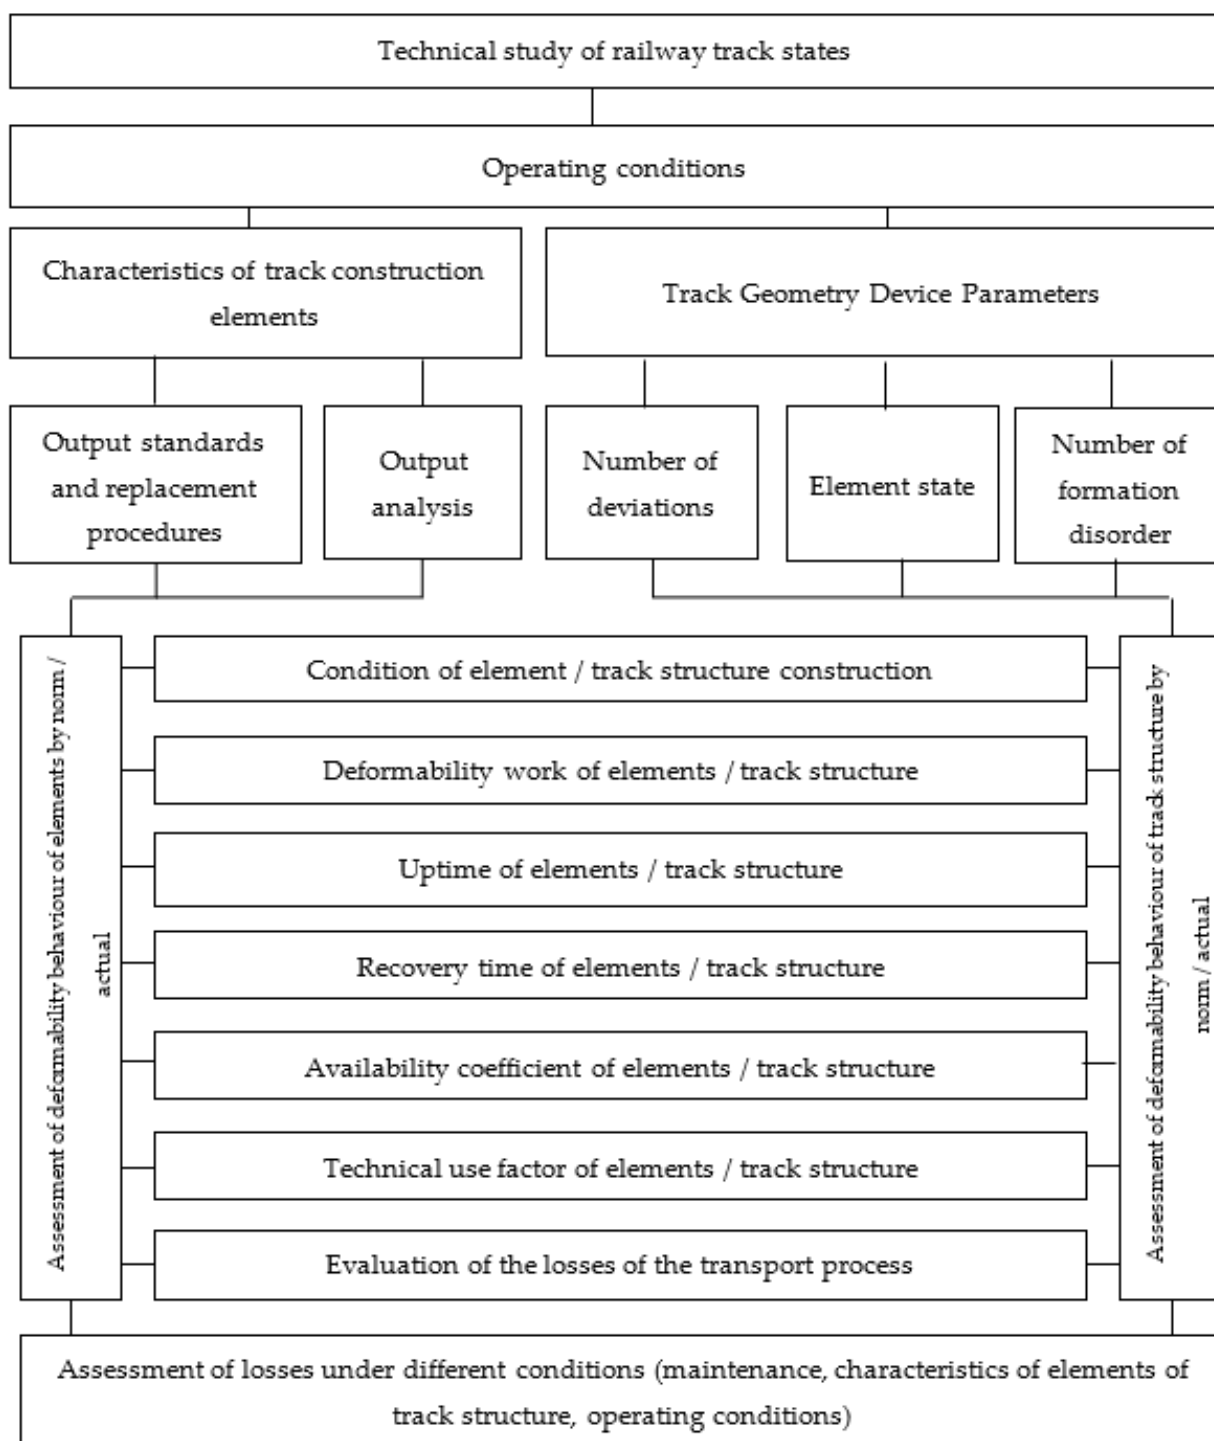 Technical study of railway track states
Operating conditions
Characteristics of track construction
elements
Track Geometry Device Parameters
Output standards
and replacement
procedures
Output
analysis
Number of
deviations
Element state
Number of
formation
disorder
Assessment of deformability behaviour of elements by norm /
actual
Condition of element / track structure construction
Deformability work of elements / track structure
Uptime of elements / track structure
Recovery time of elements / track structure
Availability coefficient of elements / track structure
Technical use factor of elements / track structure
Evaluation of the losses of the transport process
Assessment of deformability behaviour of track structure by
norm / actual
Assessment of losses under different conditions (maintenance, characteristics of elements of
track structure, operating conditions)